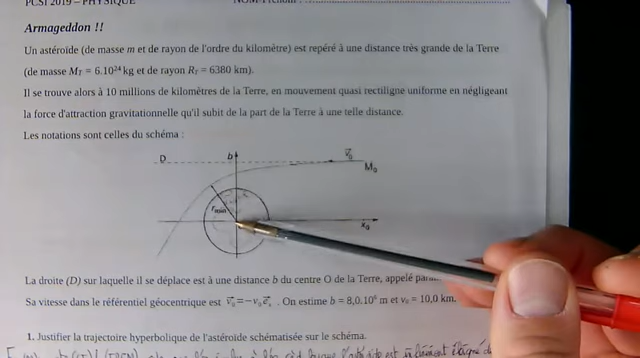 PCSI 2019 – PHYSIQUE
Armageddon !!
Un astéroïde (de masse m et de rayon de l'ordre du kilomètre) est repéré à une distance très grande de la Terre
(de masse M_T = 6.10²⁴ kg et de rayon R_T = 6380 km).
Il se trouve alors à 10 millions de kilomètres de la Terre, en mouvement quasi rectiligne uniforme en négligeant
la force d'attraction gravitationnelle qu'il subit de la part de la Terre à une telle distance.
Les notations sont celles du schéma :
D b v₀
M₀
r_min
x₀
La droite (D) sur laquelle il se déplace est à une distance b du centre O de la Terre, appelé
Sa vitesse dans le référentiel géocentrique est v₀ = −v₀ e⃗ . On estime b = 8,0.10⁶ m et v₀ = 10,0 km.
1. Justifier la trajectoire hyperbolique de l'astéroïde schématisée sur le schéma.